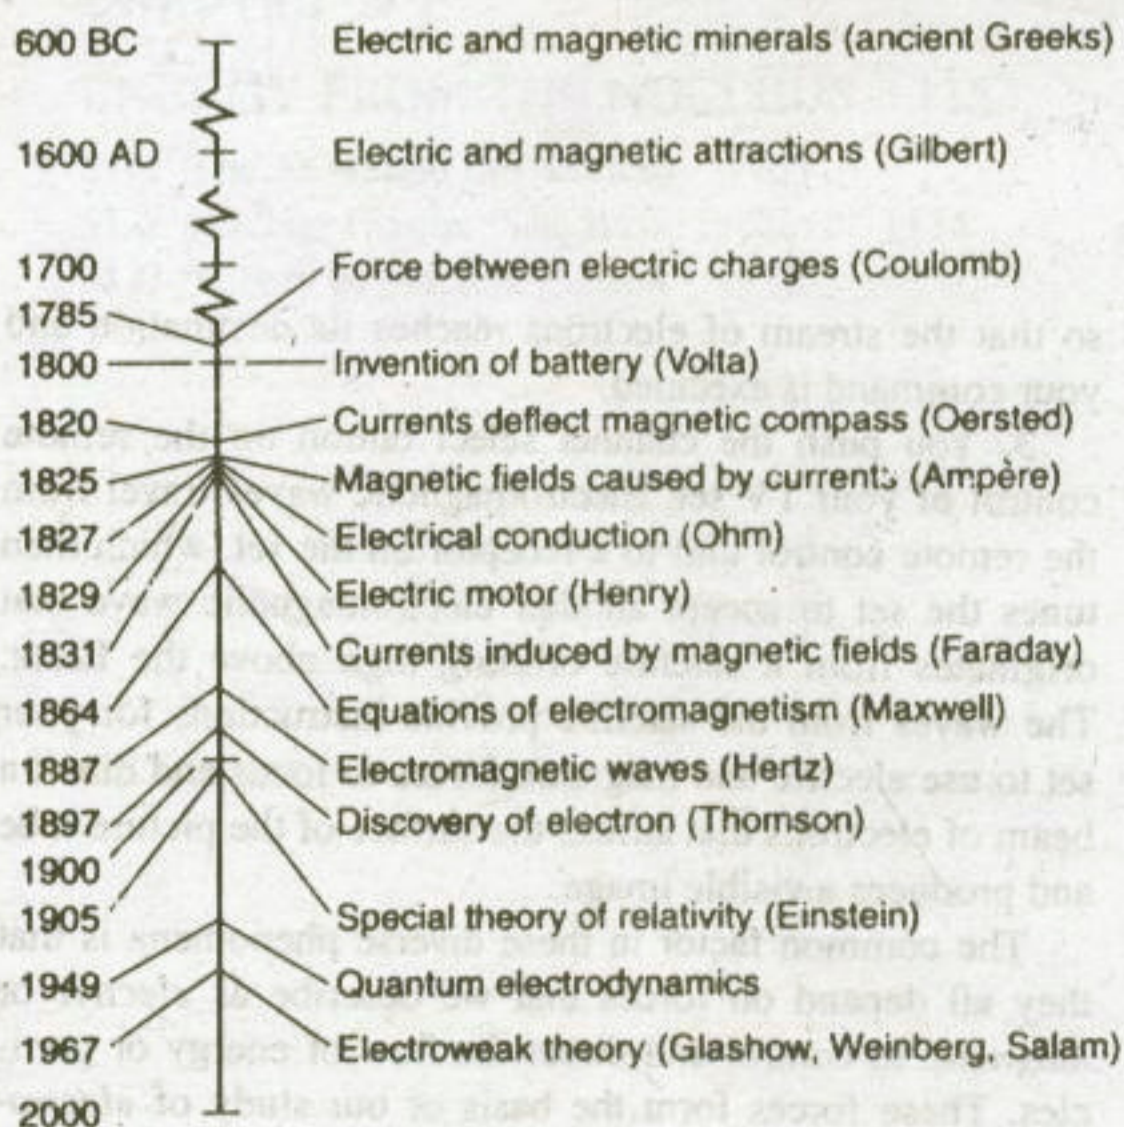 600 BC Electric and magnetic minerals (ancient Greeks)
1600 AD Electric and magnetic attractions (Gilbert)
1700 Force between electric charges (Coulomb)
1785
1800 Invention of battery (Volta)
1820 Currents deflect magnetic compass (Oersted)
1825 Magnetic fields caused by currents (Ampère)
1827 Electrical conduction (Ohm)
1829 Electric motor (Henry)
1831 Currents induced by magnetic fields (Faraday)
1864 Equations of electromagnetism (Maxwell)
1887 Electromagnetic waves (Hertz)
1897 Discovery of electron (Thomson)
1900
1905 Special theory of relativity (Einstein)
1949 Quantum electrodynamics
1967 Electroweak theory (Glashow, Weinberg, Salam)
2000